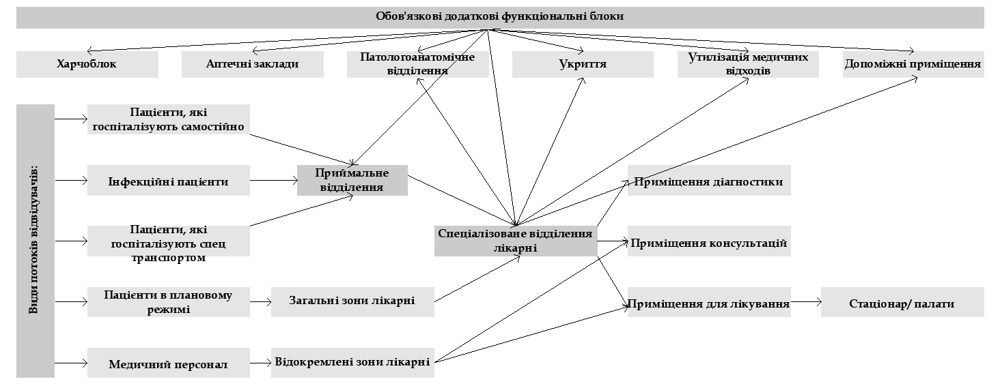 Обов'язкові додаткові функціональні блоки
Харчоблок
Аптечні заклади
Патологоанатомічне
відділення
Укриття
Утилізація медичних
відходів
Допоміжні приміщення
Види потоків відвідувачів:
Пацієнти, які
госпіталізують самостійно
Інфекційні пацієнти
Приймальне
відділення
Приміщення діагностики
Пацієнти, які
госпіталізують спец
транспортом
Спеціалізоване відділення
лікарні
Приміщення консультацій
Пацієнти в плановому
режимі
Загальні зони лікарні
Приміщення для лікування
Стаціонар/ палати
Медичний персонал
Відокремлені зони лікарні